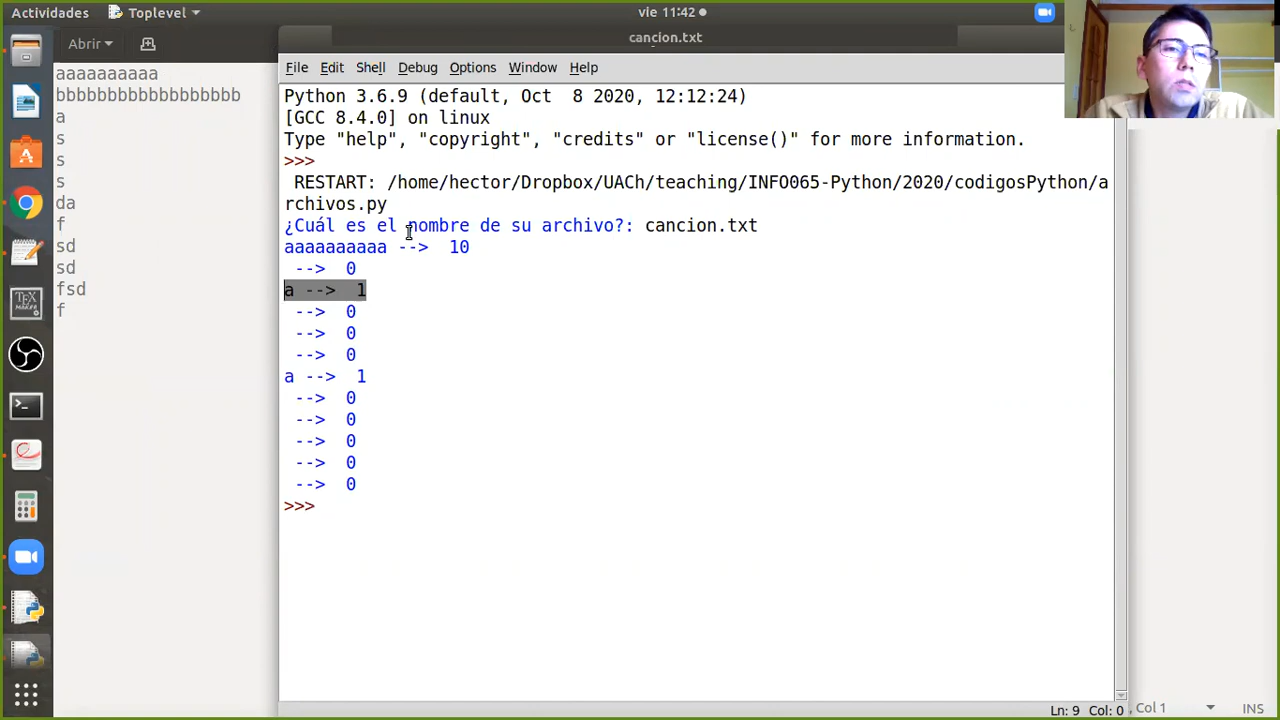 Actividades
Toplevel
vie 11:42
Abrir
cancion.txt
File Edit Shell Debug Options Window Help
aaaaaaaaaa
bbbbbbbbbbbbbbbbbb
a
s
s
s
da
f
sd
sd
fsd
f
Python 3.6.9 (default, Oct  8 2020, 12:12:24)
[GCC 8.4.0] on linux
Type "help", "copyright", "credits" or "license()" for more information.
>>>
RESTART: /home/hector/Dropbox/UACh/teaching/INFO065-Python/2020/codigosPython/a
rchivos.py
¿Cuál es el nombre de su archivo?: cancion.txt
aaaaaaaaaa -->  10
-->  0
a -->  1
-->  0
-->  0
-->  0
a -->  1
-->  0
-->  0
-->  0
-->  0
-->  0
>>>
Ln: 9 Col: 0
, Col 1
INS
TEX